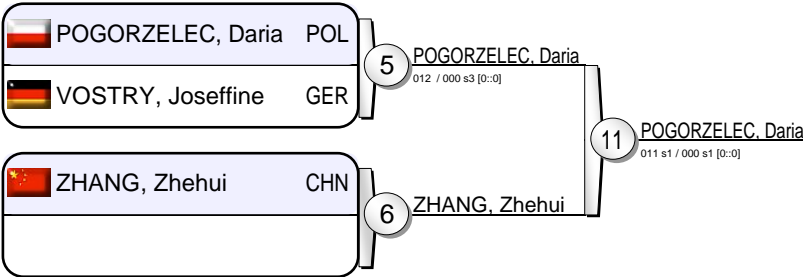 POGORZELEC, Daria POL
VOSTRY, Joseffine GER
5
POGORZELEC, Daria
012 / 000 s3 [0::0]
ZHANG, Zhehui CHN
6
ZHANG, Zhehui
11
POGORZELEC, Daria
011 s1 / 000 s1 [0::0]